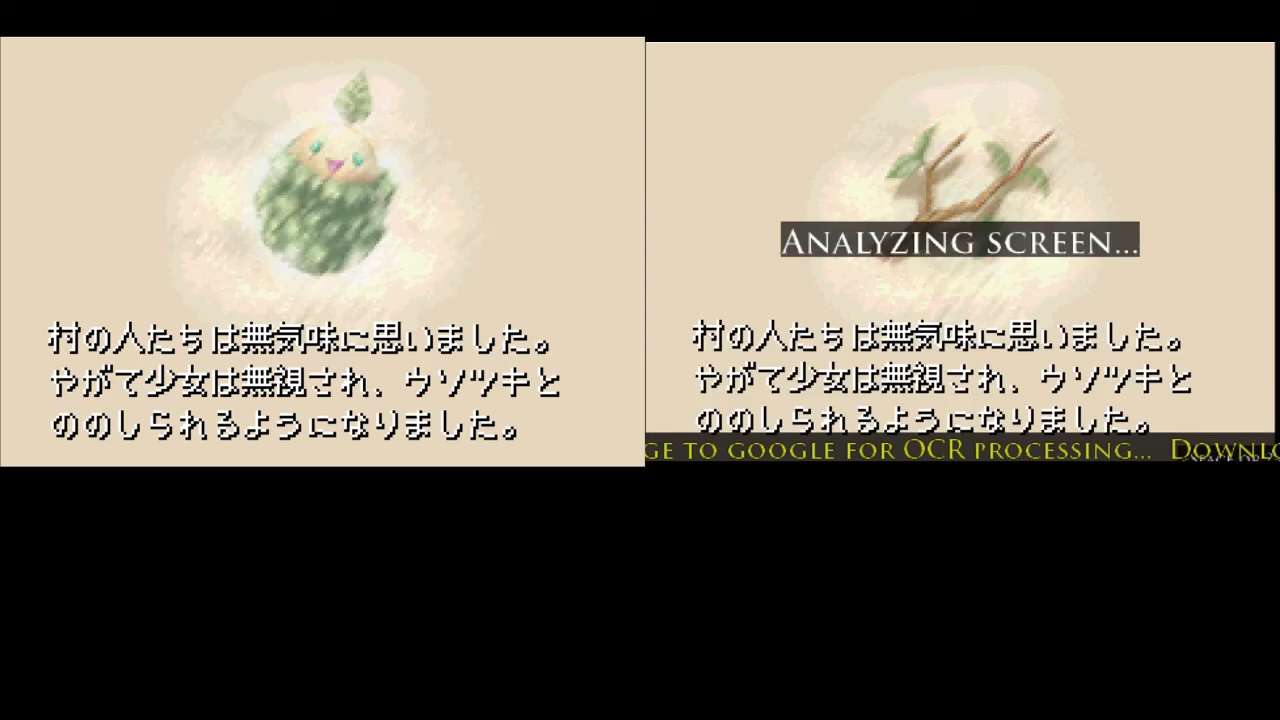 村の人たちは無気味に思いました。
やがて少女は無視され、ウソツキと
ののしられるようになりました。
ANALYZING SCREEN...
村の人たちは無気味に思いました。
やがて少女は無視され、ウソツキと
ののしられるようになりました。
GE TO GOOGLE FOR OCR PROCESSING... DOWNLO